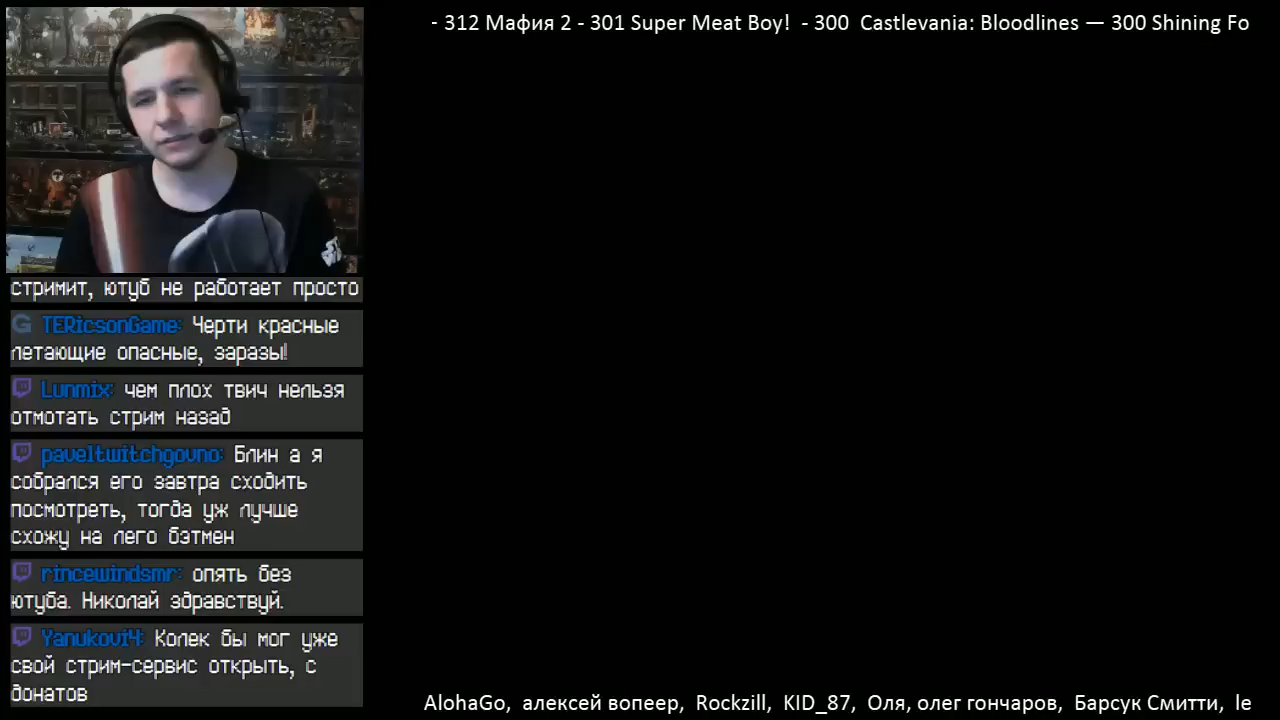 - 312 Мафия 2 - 301 Super Meat Boy! - 300 Castlevania: Bloodlines — 300 Shining Fo
стримит, ютуб не работает просто
TERicsonGame: Черти красные
летающие опасные, заразы!
Lunmix: чем плох твич нельзя
отмотать стрим назад
paveltwitchgovno: Блин а я
собрался его завтра сходить
посмотреть, тогда уж лучше
схожу на лего бэтмен
rincewindsmr: опять без
ютуба. Николай здравствуй.
Yanukovi4: Колек бы мог уже
свой стрим-сервис открыть, с
донатов
AlohaGo, алексей вопеер, Rockzill, KID_87, Оля, олег гончаров, Барсук Смитти, le